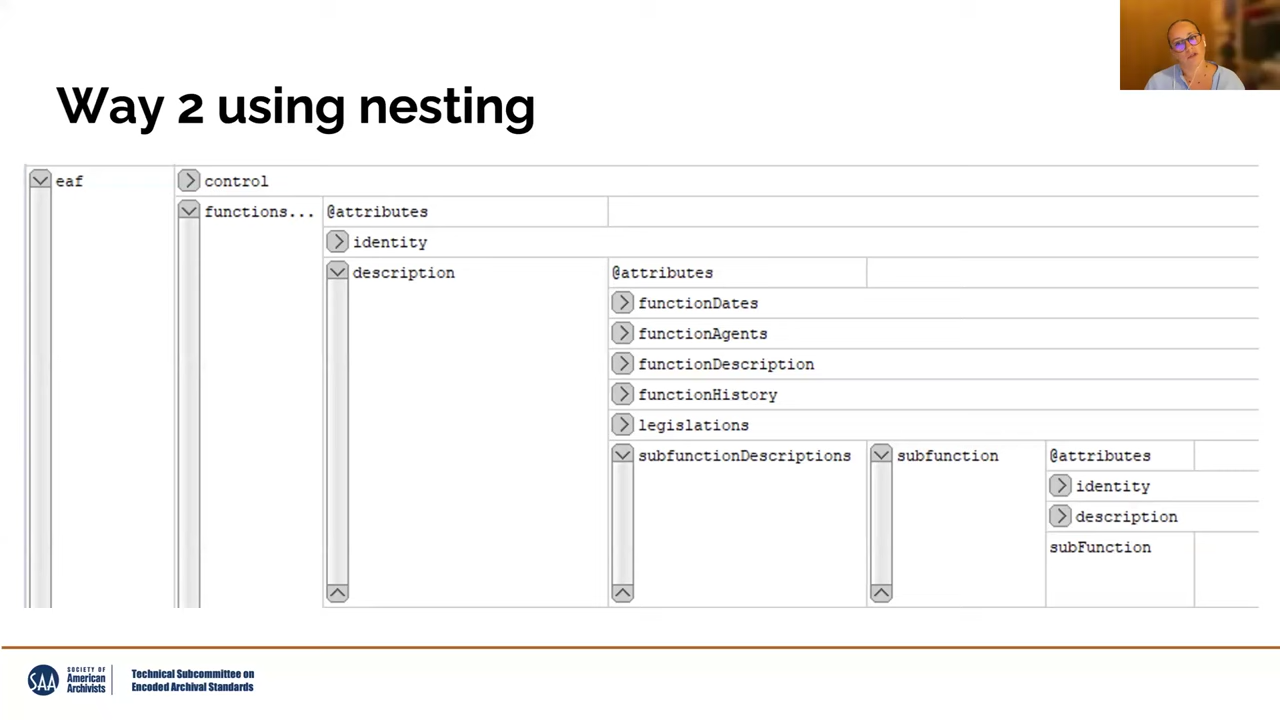 Way 2 using nesting
eaf
control
functions...
@attributes
identity
description
@attributes
functionDates
functionAgents
functionDescription
functionHistory
legislations
subfunctionDescriptions
subfunction
@attributes
identity
description
subFunction
SAA
SOCIETY OF
American
Archivists
Technical Subcommittee on
Encoded Archival Standards